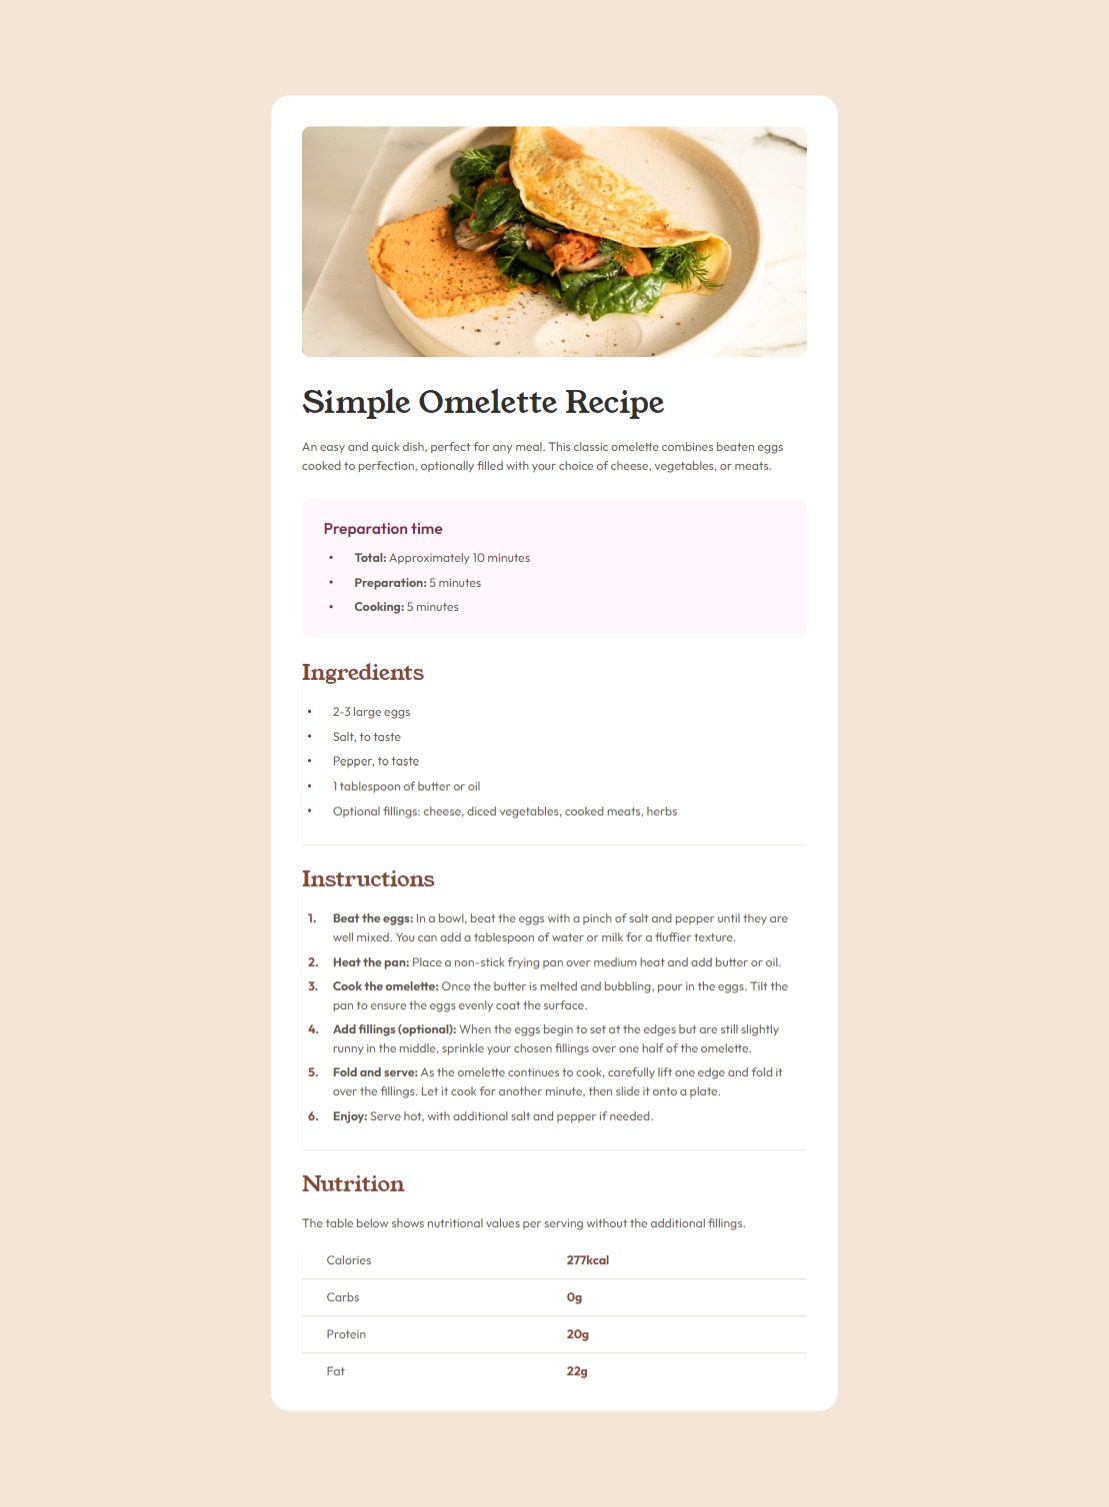 Simple Omelette Recipe
An easy and quick dish, perfect for any meal. This classic omelette combines beaten eggs
cooked to perfection, optionally filled with your choice of cheese, vegetables, or meats.
Preparation time
• Total: Approximately 10 minutes
• Preparation: 5 minutes
• Cooking: 5 minutes
Ingredients
• 2-3 large eggs
• Salt, to taste
• Pepper, to taste
• 1 tablespoon of butter or oil
• Optional fillings: cheese, diced vegetables, cooked meats, herbs
Instructions
1. Beat the eggs: In a bowl, beat the eggs with a pinch of salt and pepper until they are
well mixed. You can add a tablespoon of water or milk for a fluffier texture.
2. Heat the pan: Place a non-stick frying pan over medium heat and add butter or oil.
3. Cook the omelette: Once the butter is melted and bubbling, pour in the eggs. Tilt the
pan to ensure the eggs evenly coat the surface.
4. Add fillings (optional): When the eggs begin to set at the edges but are still slightly
runny in the middle, sprinkle your chosen fillings over one half of the omelette.
5. Fold and serve: As the omelette continues to cook, carefully lift one edge and fold it
over the fillings. Let it cook for another minute, then slide it onto a plate.
6. Enjoy: Serve hot, with additional salt and pepper if needed.
Nutrition
The table below shows nutritional values per serving without the additional fillings.
Calories 277kcal
Carbs 0g
Protein 20g
Fat 22g